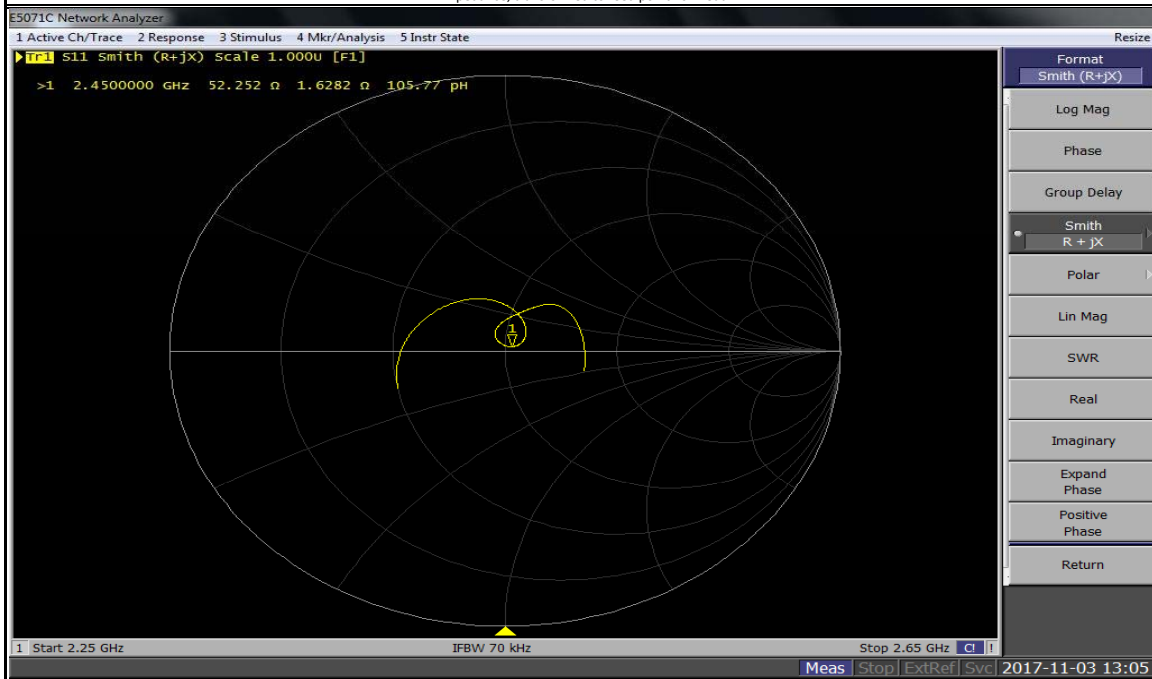 E5071C Network Analyzer
1 Active Ch/Trace 2 Response 3 Stimulus 4 Mkr/Analysis 5 Instr State Resize
Tr1 S11 Smith (R+jX) Scale 1.000U [F1]
>1 2.4500000 GHz 52.252 Ω 1.6282 Ω 105.77 pH
1
Format
Smith (R+jX)
Log Mag
Phase
Group Delay
Smith
R + jX
Polar
Lin Mag
SWR
Real
Imaginary
Expand
Phase
Positive
Phase
Return
1 Start 2.25 GHz IFBW 70 kHz Stop 2.65 GHz C! !
Meas Stop ExtRef Svc 2017-11-03 13:05